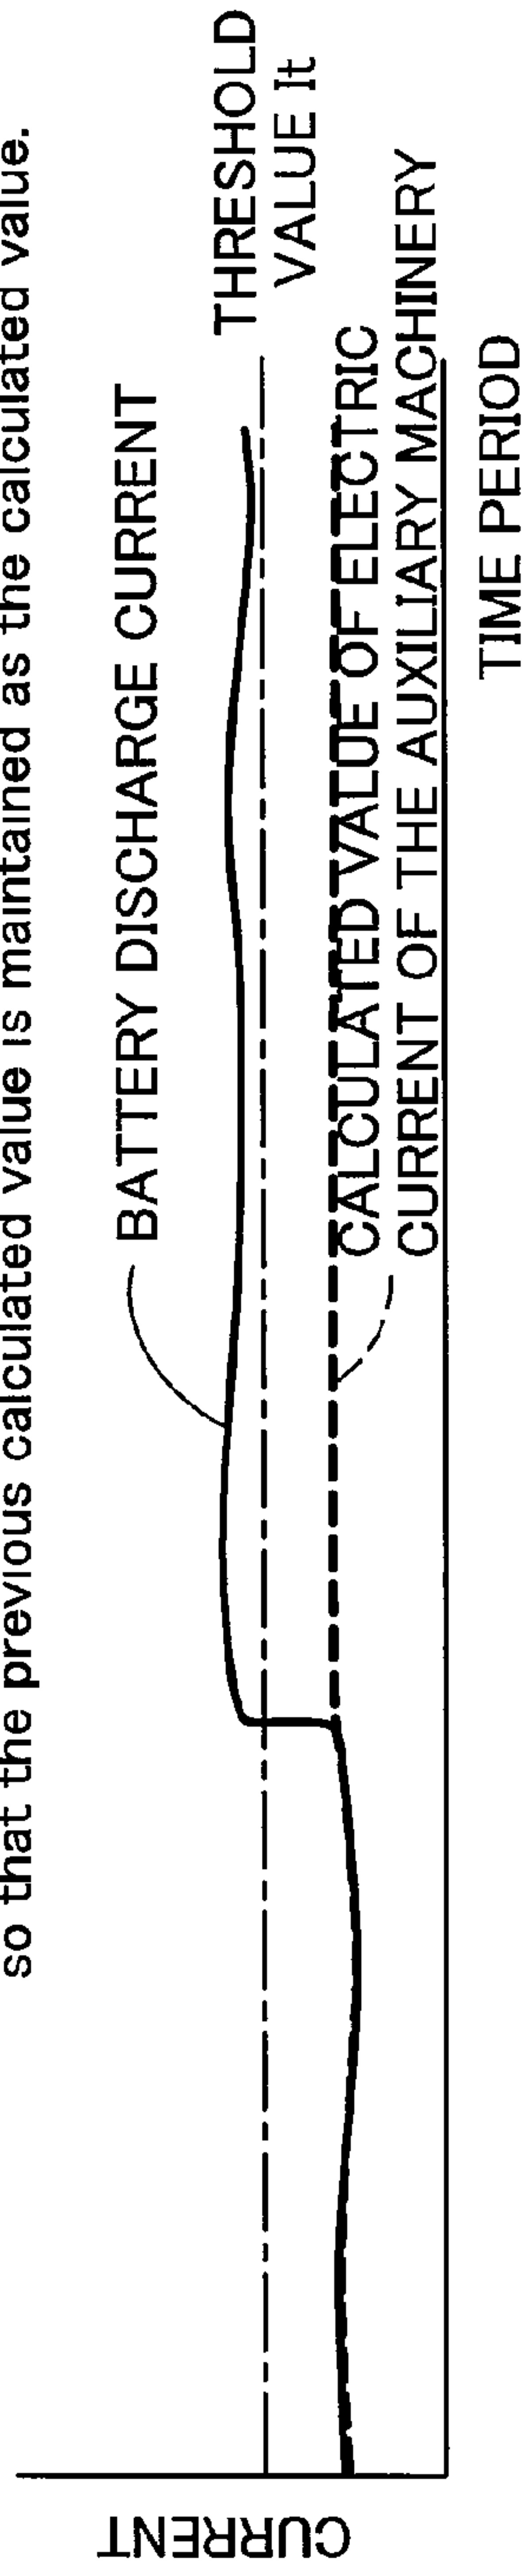 so that the previous calculated value is maintained as the calculated value.
BATTERY DISCHARGE CURRENT
THRESHOLD
VALUE It
CALCULATED VALUE OF ELECTRIC
CURRENT OF THE AUXILIARY MACHINERY
TIME PERIOD
CURRENT